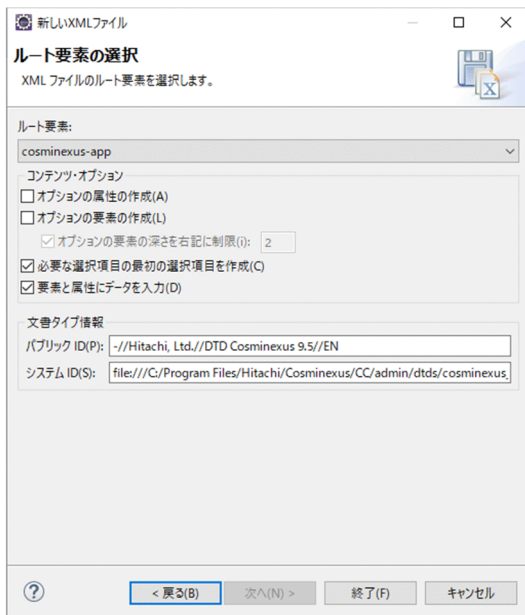 新しいXMLファイル
ルート要素の選択
XML ファイルのルート要素を選択します。
ルート要素:
cosminexus-app
コンテンツ・オプション
オプションの属性の作成(A)
オプションの要素の作成(L)
オプションの要素の深さを右記に制限(i): 2
必要な選択項目の最初の選択項目を作成(C)
要素と属性にデータを入力(D)
文書タイプ情報
パブリック ID(P): -//Hitachi, Ltd.//DTD Cosminexus 9.5//EN
システム ID(S): file:///C:/Program Files/Hitachi/Cosminexus/CC/admin/dtds/cosminexus_
< 戻る(B) 次へ(N) > 終了(F) キャンセル